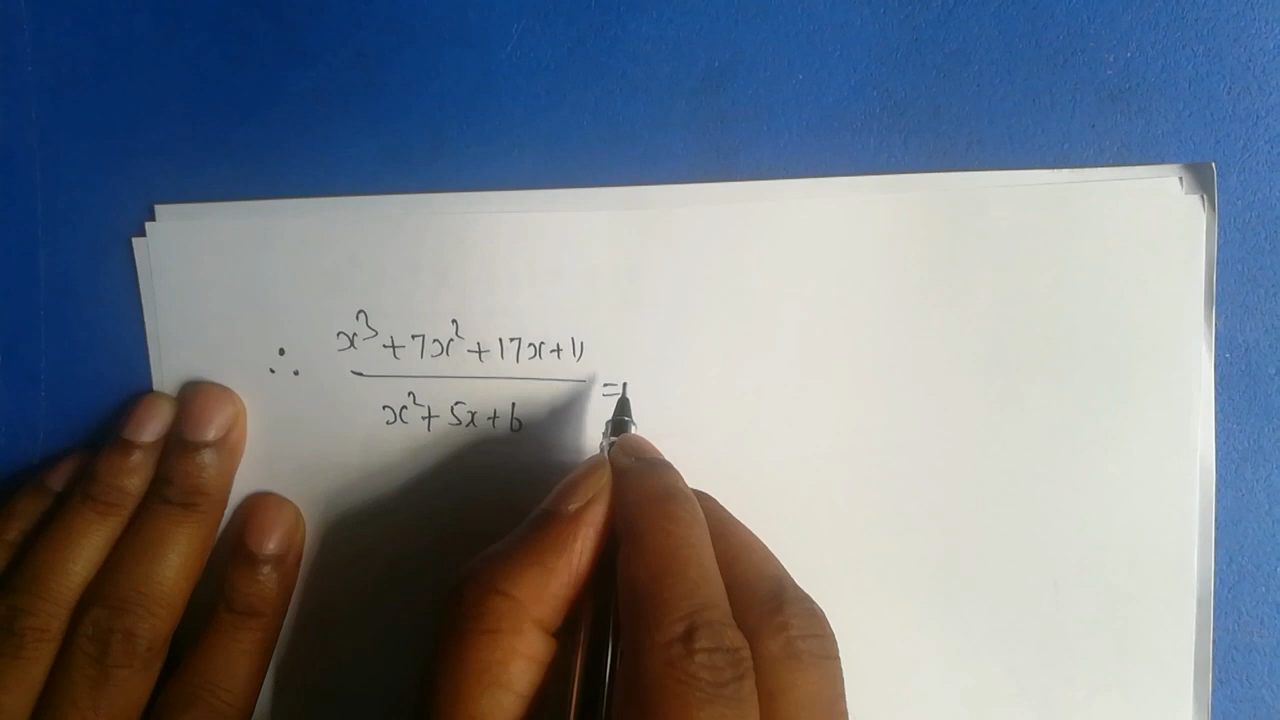 ∴ x³ + 7x² + 17x + 11 =
x² + 5x + 6